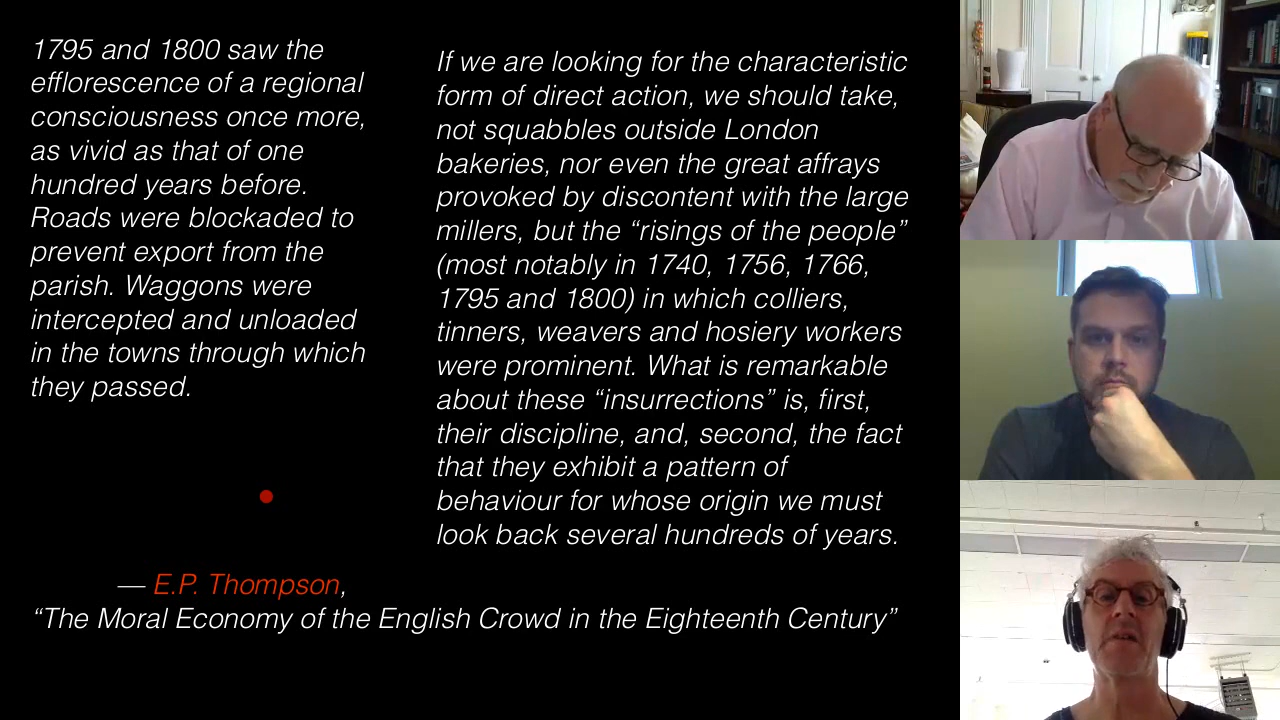 1795 and 1800 saw the
efflorescence of a regional
consciousness once more,
as vivid as that of one
hundred years before.
Roads were blockaded to
prevent export from the
parish. Waggons were
intercepted and unloaded
in the towns through which
they passed.
If we are looking for the characteristic
form of direct action, we should take,
not squabbles outside London
bakeries, nor even the great affrays
provoked by discontent with the large
millers, but the “risings of the people”
(most notably in 1740, 1756, 1766,
1795 and 1800) in which colliers,
tinners, weavers and hosiery workers
were prominent. What is remarkable
about these “insurrections” is, first,
their discipline, and, second, the fact
that they exhibit a pattern of
behaviour for whose origin we must
look back several hundreds of years.
— E.P. Thompson,
“The Moral Economy of the English Crowd in the Eighteenth Century”